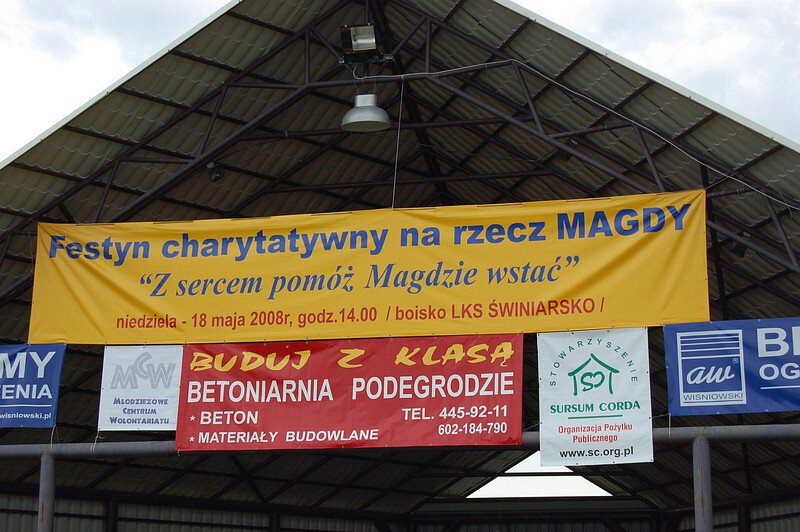 Festyn charytatywny na rzecz MAGDY
"Z sercem pomóż Magdzie wstać"
niedziela - 18 maja 2008r, godz.14.00 / boisko LKS ŚWINIARSKO /
MY
ENIA
wisniowski.pl
MCW
MŁODZIEŻOWE
CENTRUM
WOLONTARIATU
BUDUJ Z KLASĄ
BETONIARNIA PODEGRODZIE
* BETON
TEL. 445-92-11
* MATERIAŁY BUDOWLANE
602-184-790
STOWARZYSZENIE
SC
SURSUM CORDA
Organizacja Pożytku
Publicznego
www.sc.org.pl
aw
WIŚNIOWSKI
B
OG